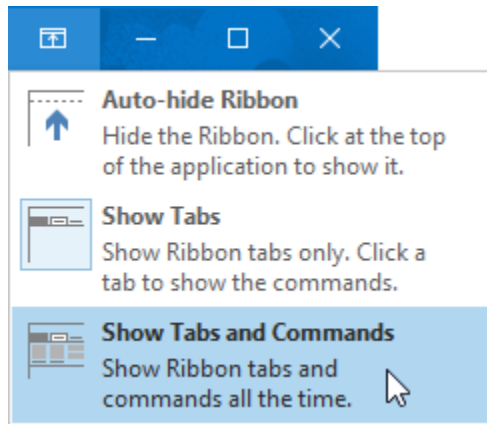 Auto-hide Ribbon
Hide the Ribbon. Click at the top
of the application to show it.
Show Tabs
Show Ribbon tabs only. Click a
tab to show the commands.
Show Tabs and Commands
Show Ribbon tabs and
commands all the time.